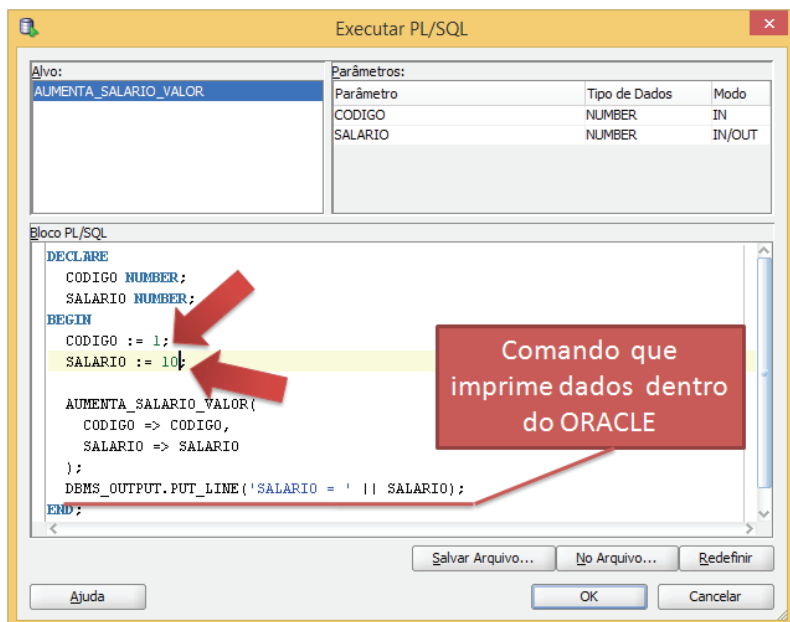 Executar PL/SQL
Alvo:
AUMENTA_SALARIO_VALOR
Parâmetros:
Parâmetro Tipo de Dados Modo
CODIGO NUMBER IN
SALARIO NUMBER IN/OUT
Bloco PL/SQL
DECLARE
CODIGO NUMBER;
SALARIO NUMBER;
BEGIN
CODIGO := 1;
SALARIO := 10;
AUMENTA_SALARIO_VALOR(
CODIGO => CODIGO,
SALARIO => SALARIO
);
DBMS_OUTPUT.PUT_LINE('SALARIO = ' || SALARIO);
END;
Comando que
imprime dados dentro
do ORACLE
Salvar Arquivo... No Arquivo... Redefinir
Ajuda OK Cancelar